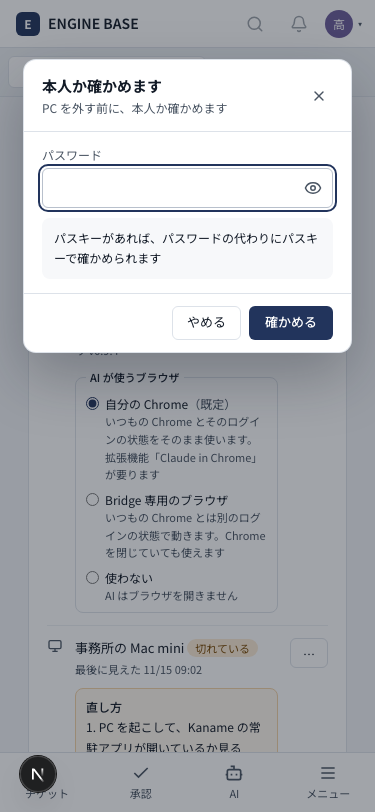 E ENGINE BASE
高
本人か確かめます
PC を外す前に、本人か確かめます
パスワード
パスキーがあれば、パスワードの代わりにパスキ
ーで確かめられます
やめる 確かめる
AI が使うブラウザ
自分の Chrome（既定）
いつもの Chrome とそのログイ
ンの状態をそのまま使います。
拡張機能「Claude in Chrome」
が要ります
Bridge 専用のブラウザ
いつもの Chrome とは別のログ
インの状態で動きます。Chrome
を閉じていても使えます
使わない
AI はブラウザを開きません
事務所の Mac mini 切れている
...
最後に見えた 11/15 09:02
直し方
1. PC を起こして、Kaname の常
駐アプリが開いているか見る
N
チケット 承認 AI メニュー